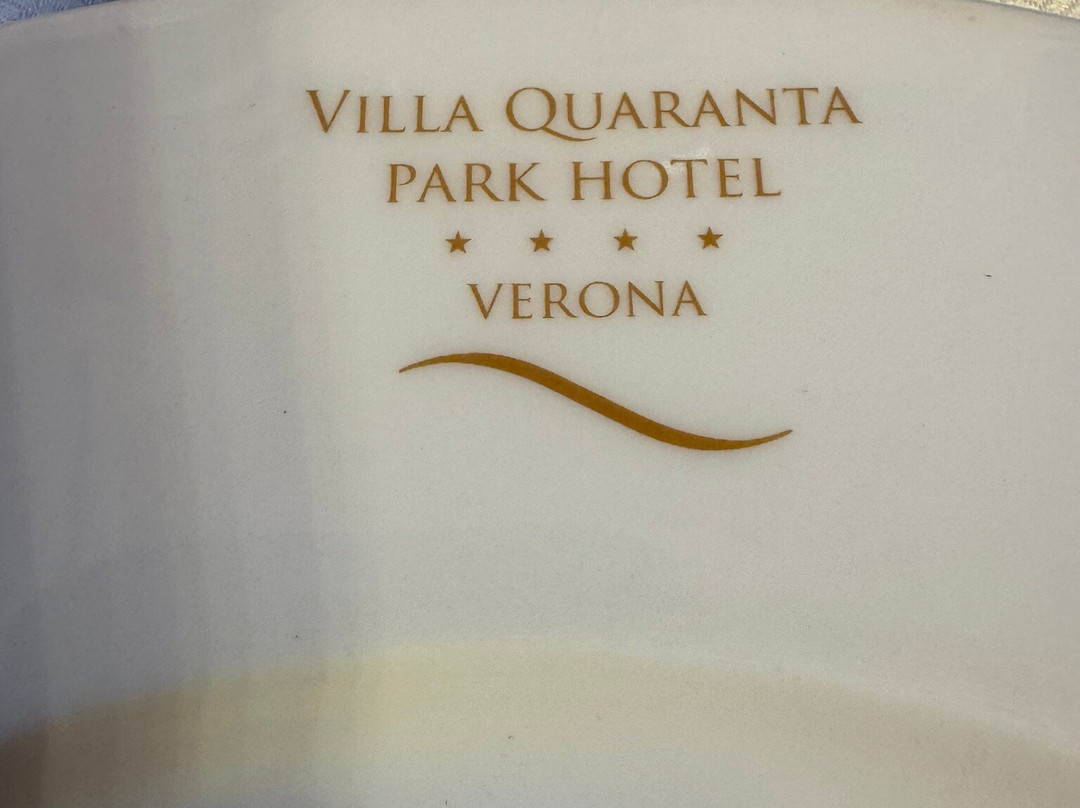 VILLA QUARANTA
PARK HOTEL
★ ★ ★ ★
VERONA